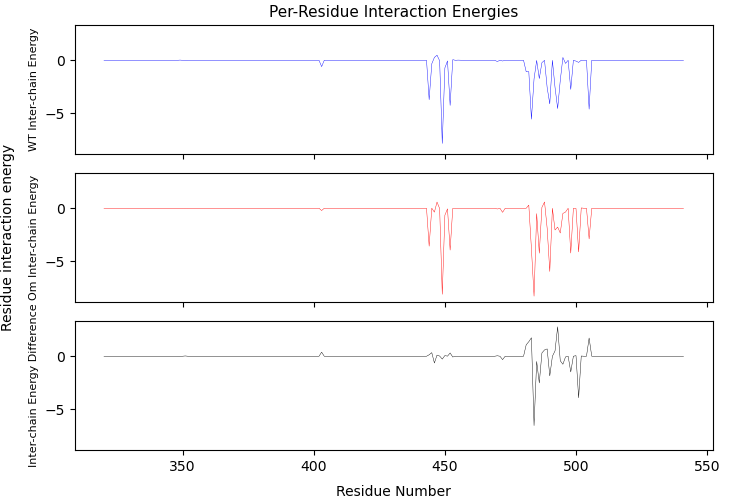 Per-Residue Interaction Energies
WT Inter-chain Energy
0
−5
Residue interaction energy
Om Inter-chain Energy
0
−5
Inter-chain Energy Difference
0
−5
350
400
450
500
550
Residue Number